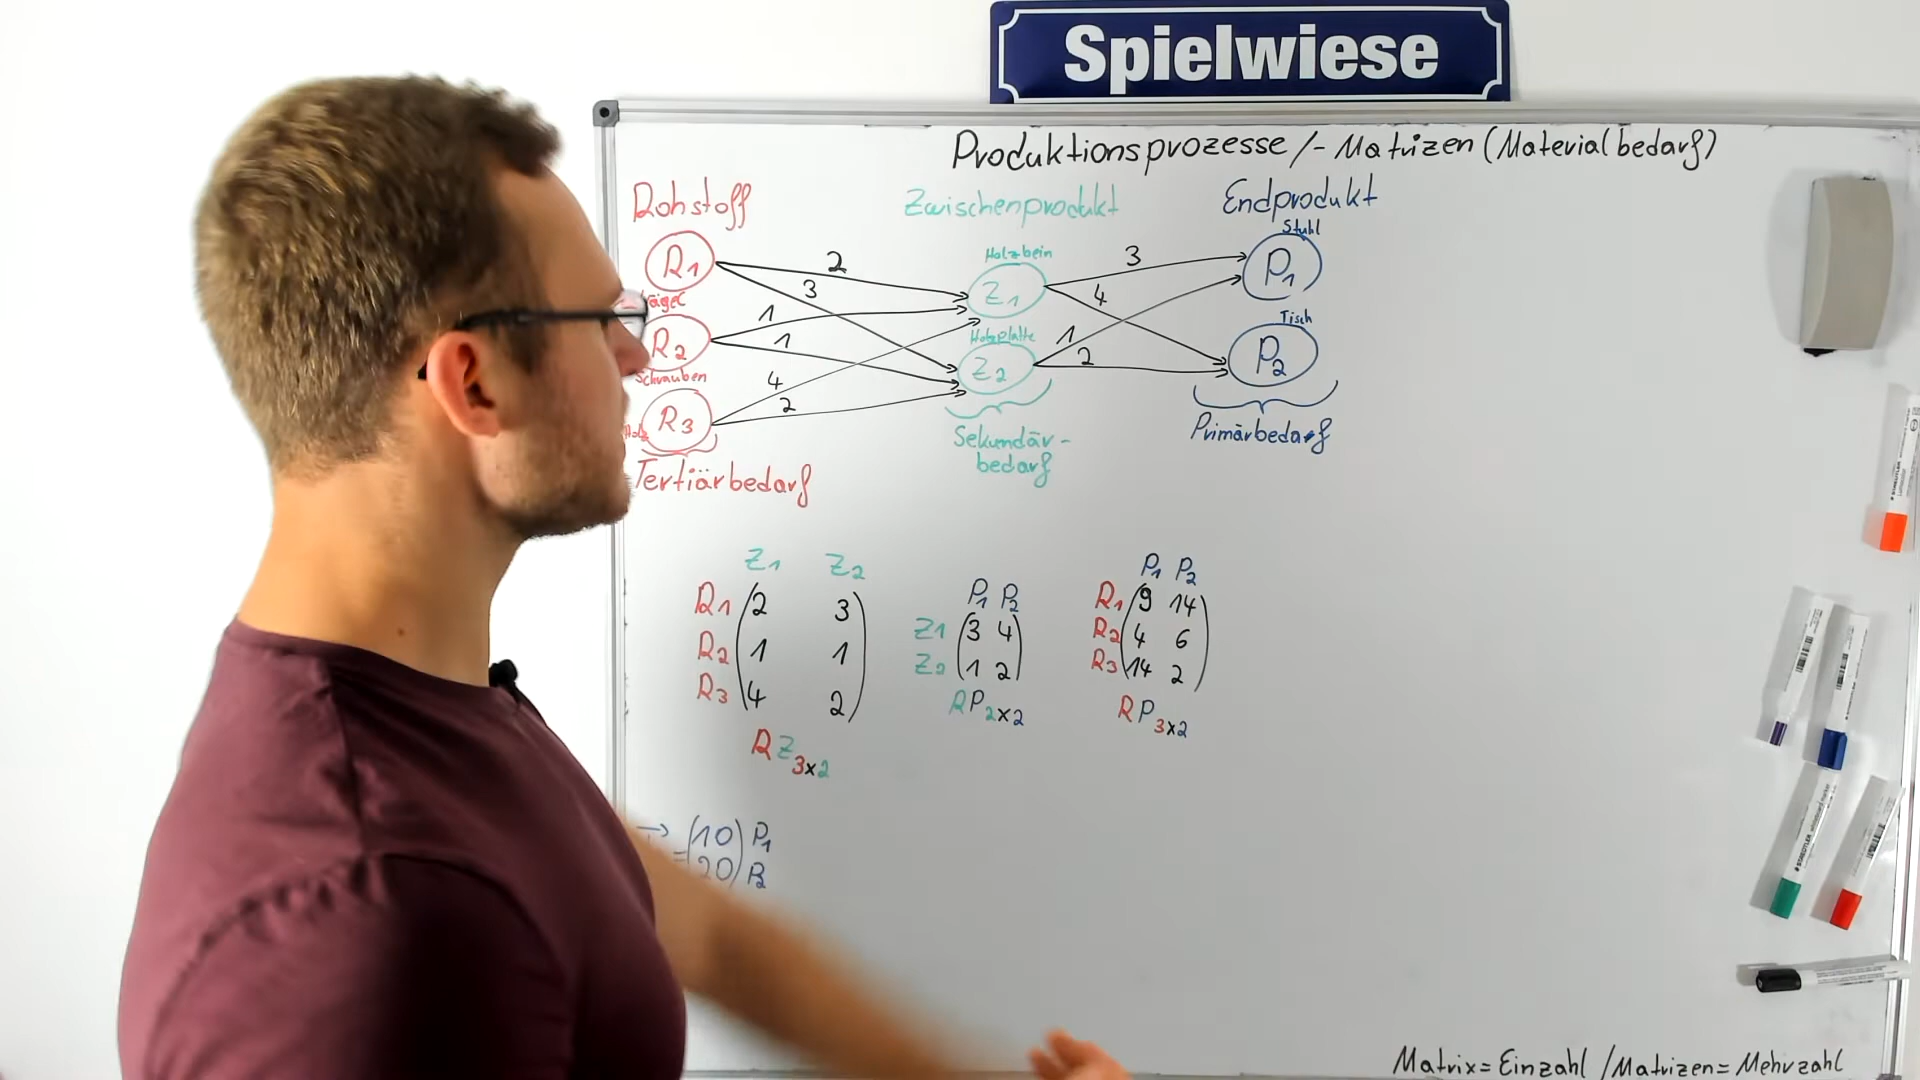 Spielwiese
Produktionsprozesse /- Matrizen (Materialbedarf)
Rohstoff Zwischenprodukt Endprodukt
Stuhl
R1 2 Holzbein 3 P1
3 Z1 4
R2 1 Holzplatte 1 Tisch
1 Z2 2 P2
Schrauben
4
R3 2
Holz
Tertiärbedarf Sekundär-
bedarf Primärbedarf
Z1 Z2
R1 2 3
R2 1 1
R3 4 2
RZ3x2
P1 P2
Z1 3 4
Z2 1 2
RP2x2
P1 P2
R1 9 14
R2 4 6
R3 14 2
RP3x2
→ = (10) P1
20 P2
Matrix = Einzahl / Matrizen = Mehrzahl